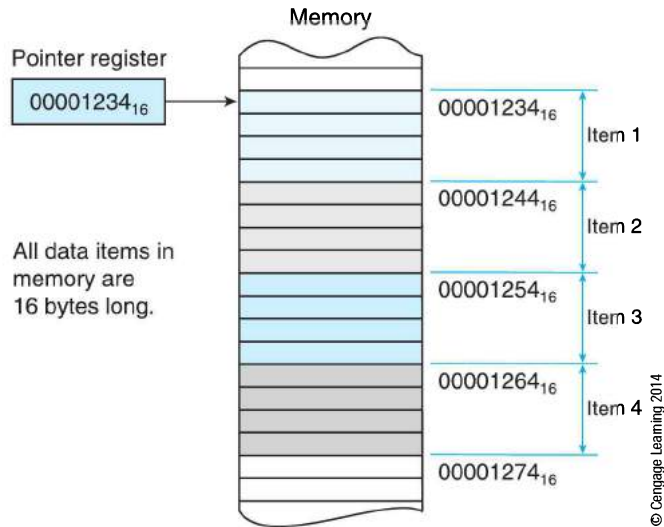 Memory
Pointer register
00001234₁₆
00001234₁₆
Item 1
00001244₁₆
Item 2
All data items in
memory are
16 bytes long.
00001254₁₆
Item 3
00001264₁₆
Item 4
00001274₁₆
© Cengage Learning 2014